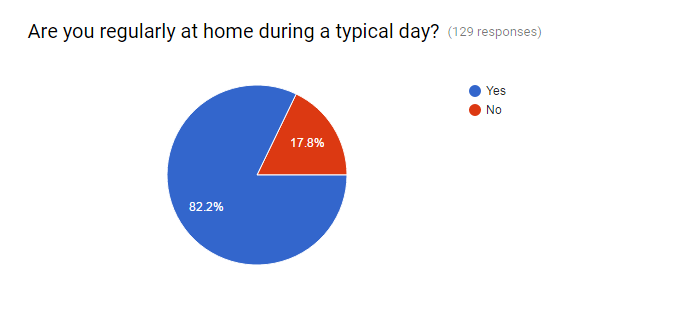 Are you regularly at home during a typical day? (129 responses)
Yes
No
17.8%
82.2%